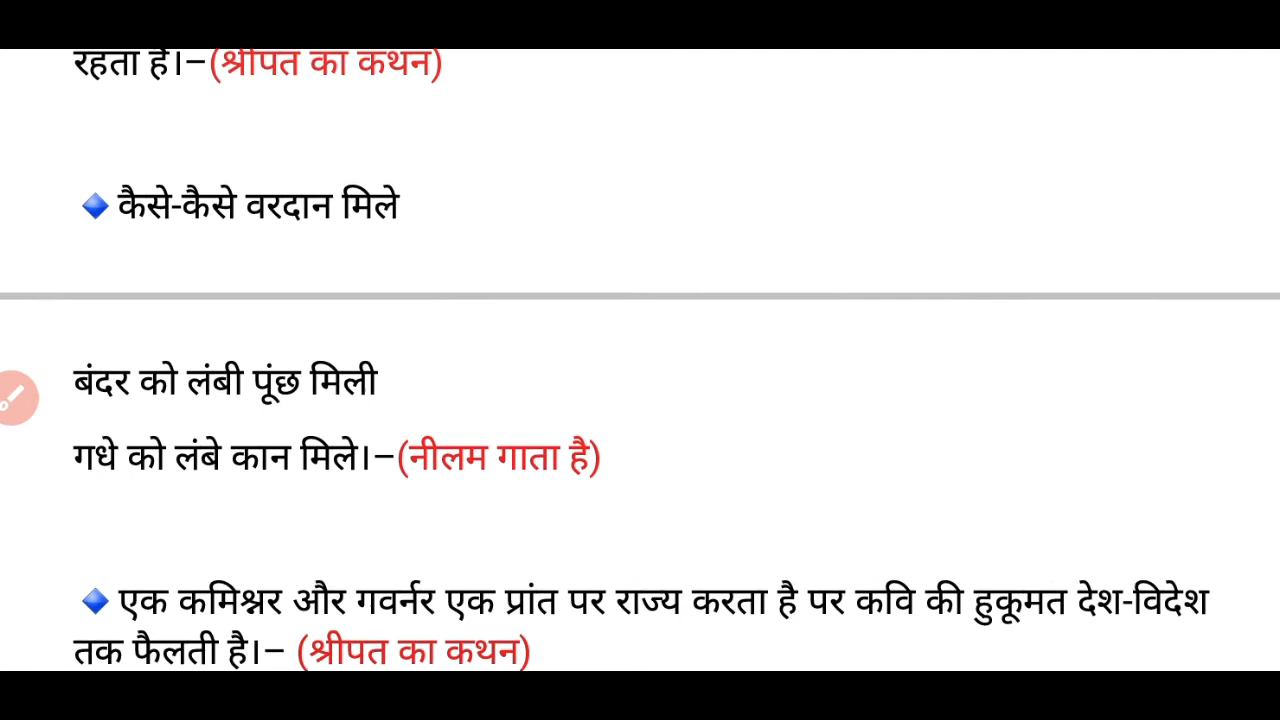 रहता है।–(श्रीपत का कथन)
🔹 कैसे-कैसे वरदान मिले
बंदर को लंबी पूंछ मिली
गधे को लंबे कान मिले।–(नीलम गाता है)
🔹 एक कमिश्नर और गवर्नर एक प्रांत पर राज्य करता है पर कवि की हुकूमत देश-विदेश
तक फैलती है।– (श्रीपत का कथन)